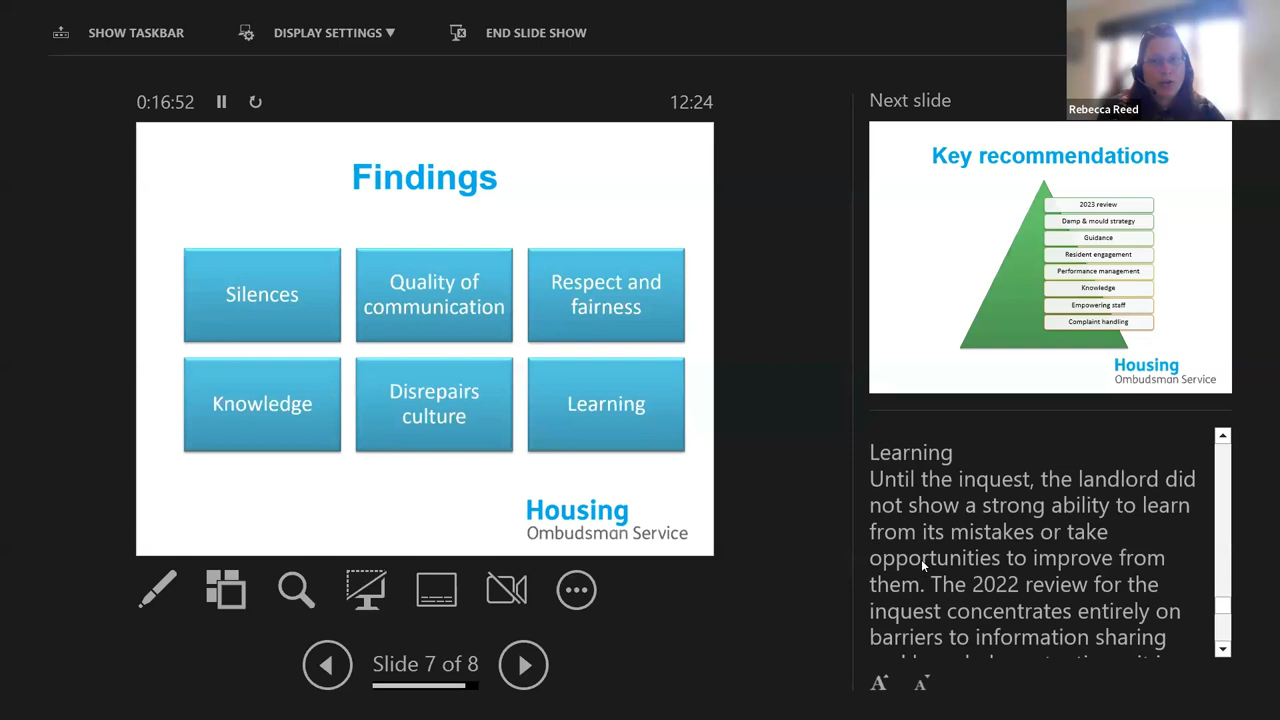 SHOW TASKBAR
DISPLAY SETTINGS ▼
END SLIDE SHOW
Rebecca Reed
0:16:52
12:24
Findings
Silences
Quality of
communication
Respect and
fairness
Knowledge
Disrepairs
culture
Learning
Housing
Ombudsman Service
Slide 7 of 8
Next slide
Key recommendations
2023 review
Damp & mould strategy
Guidance
Resident engagement
Performance management
Knowledge
Empowering staff
Complaint handling
Housing
Ombudsman Service
Learning
Until the inquest, the landlord did
not show a strong ability to learn
from its mistakes or take
opportunities to improve from
them. The 2022 review for the
inquest concentrates entirely on
barriers to information sharing
A A